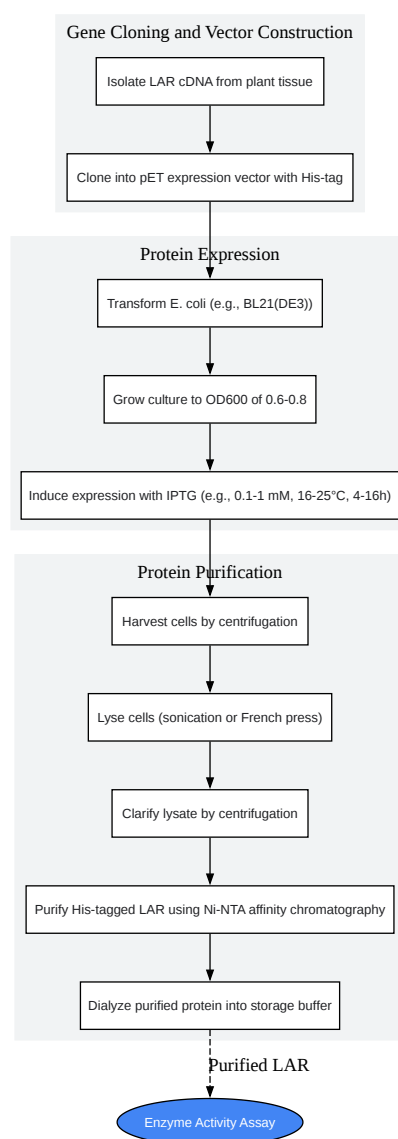 Gene Cloning and Vector Construction
Isolate LAR cDNA from plant tissue
Clone into pET expression vector with His-tag
Protein Expression
Transform E. coli (e.g., BL21(DE3))
Grow culture to OD600 of 0.6-0.8
Induce expression with IPTG (e.g., 0.1-1 mM, 16-25°C, 4-16h)
Protein Purification
Harvest cells by centrifugation
Lyse cells (sonication or French press)
Clarify lysate by centrifugation
Purify His-tagged LAR using Ni-NTA affinity chromatography
Dialyze purified protein into storage buffer
Purified LAR
Enzyme Activity Assay